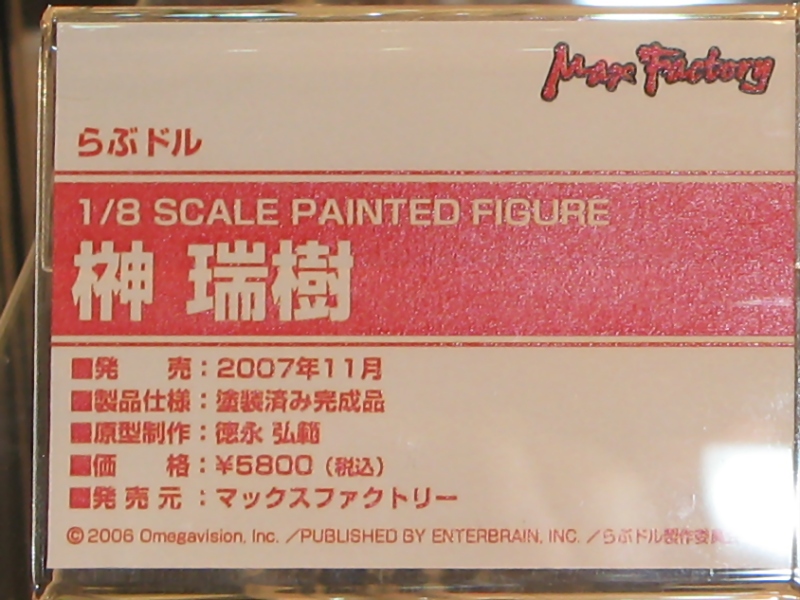 Max Factory
らぶドル
1/8 SCALE PAINTED FIGURE
榊 瑞樹
■発　売：2007年11月
■製品仕様：塗装済み完成品
■原型制作：徳永 弘範
■価　格：¥5800（税込）
■発売元：マックスファクトリー
©2006 Omegavision, Inc. ／PUBLISHED BY ENTERBRAIN, INC. ／らぶドル製作委員